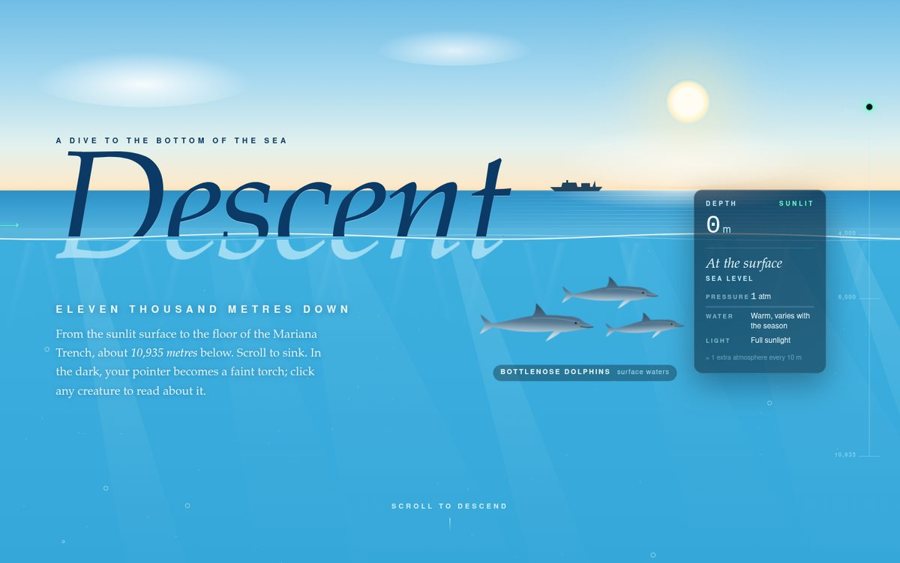 A DIVE TO THE BOTTOM OF THE SEA
Descent
ELEVEN THOUSAND METRES DOWN
From the sunlit surface to the floor of the Mariana
Trench, about 10,935 metres below. Scroll to sink. In
the dark, your pointer becomes a faint torch; click
any creature to read about it.
BOTTLENOSE DOLPHINS surface waters
SCROLL TO DESCEND
DEPTH SUNLIT
0 m
At the surface
SEA LEVEL
PRESSURE 1 atm
WATER Warm, varies with
the season
LIGHT Full sunlight
≈ 1 extra atmosphere every 10 m
10,935